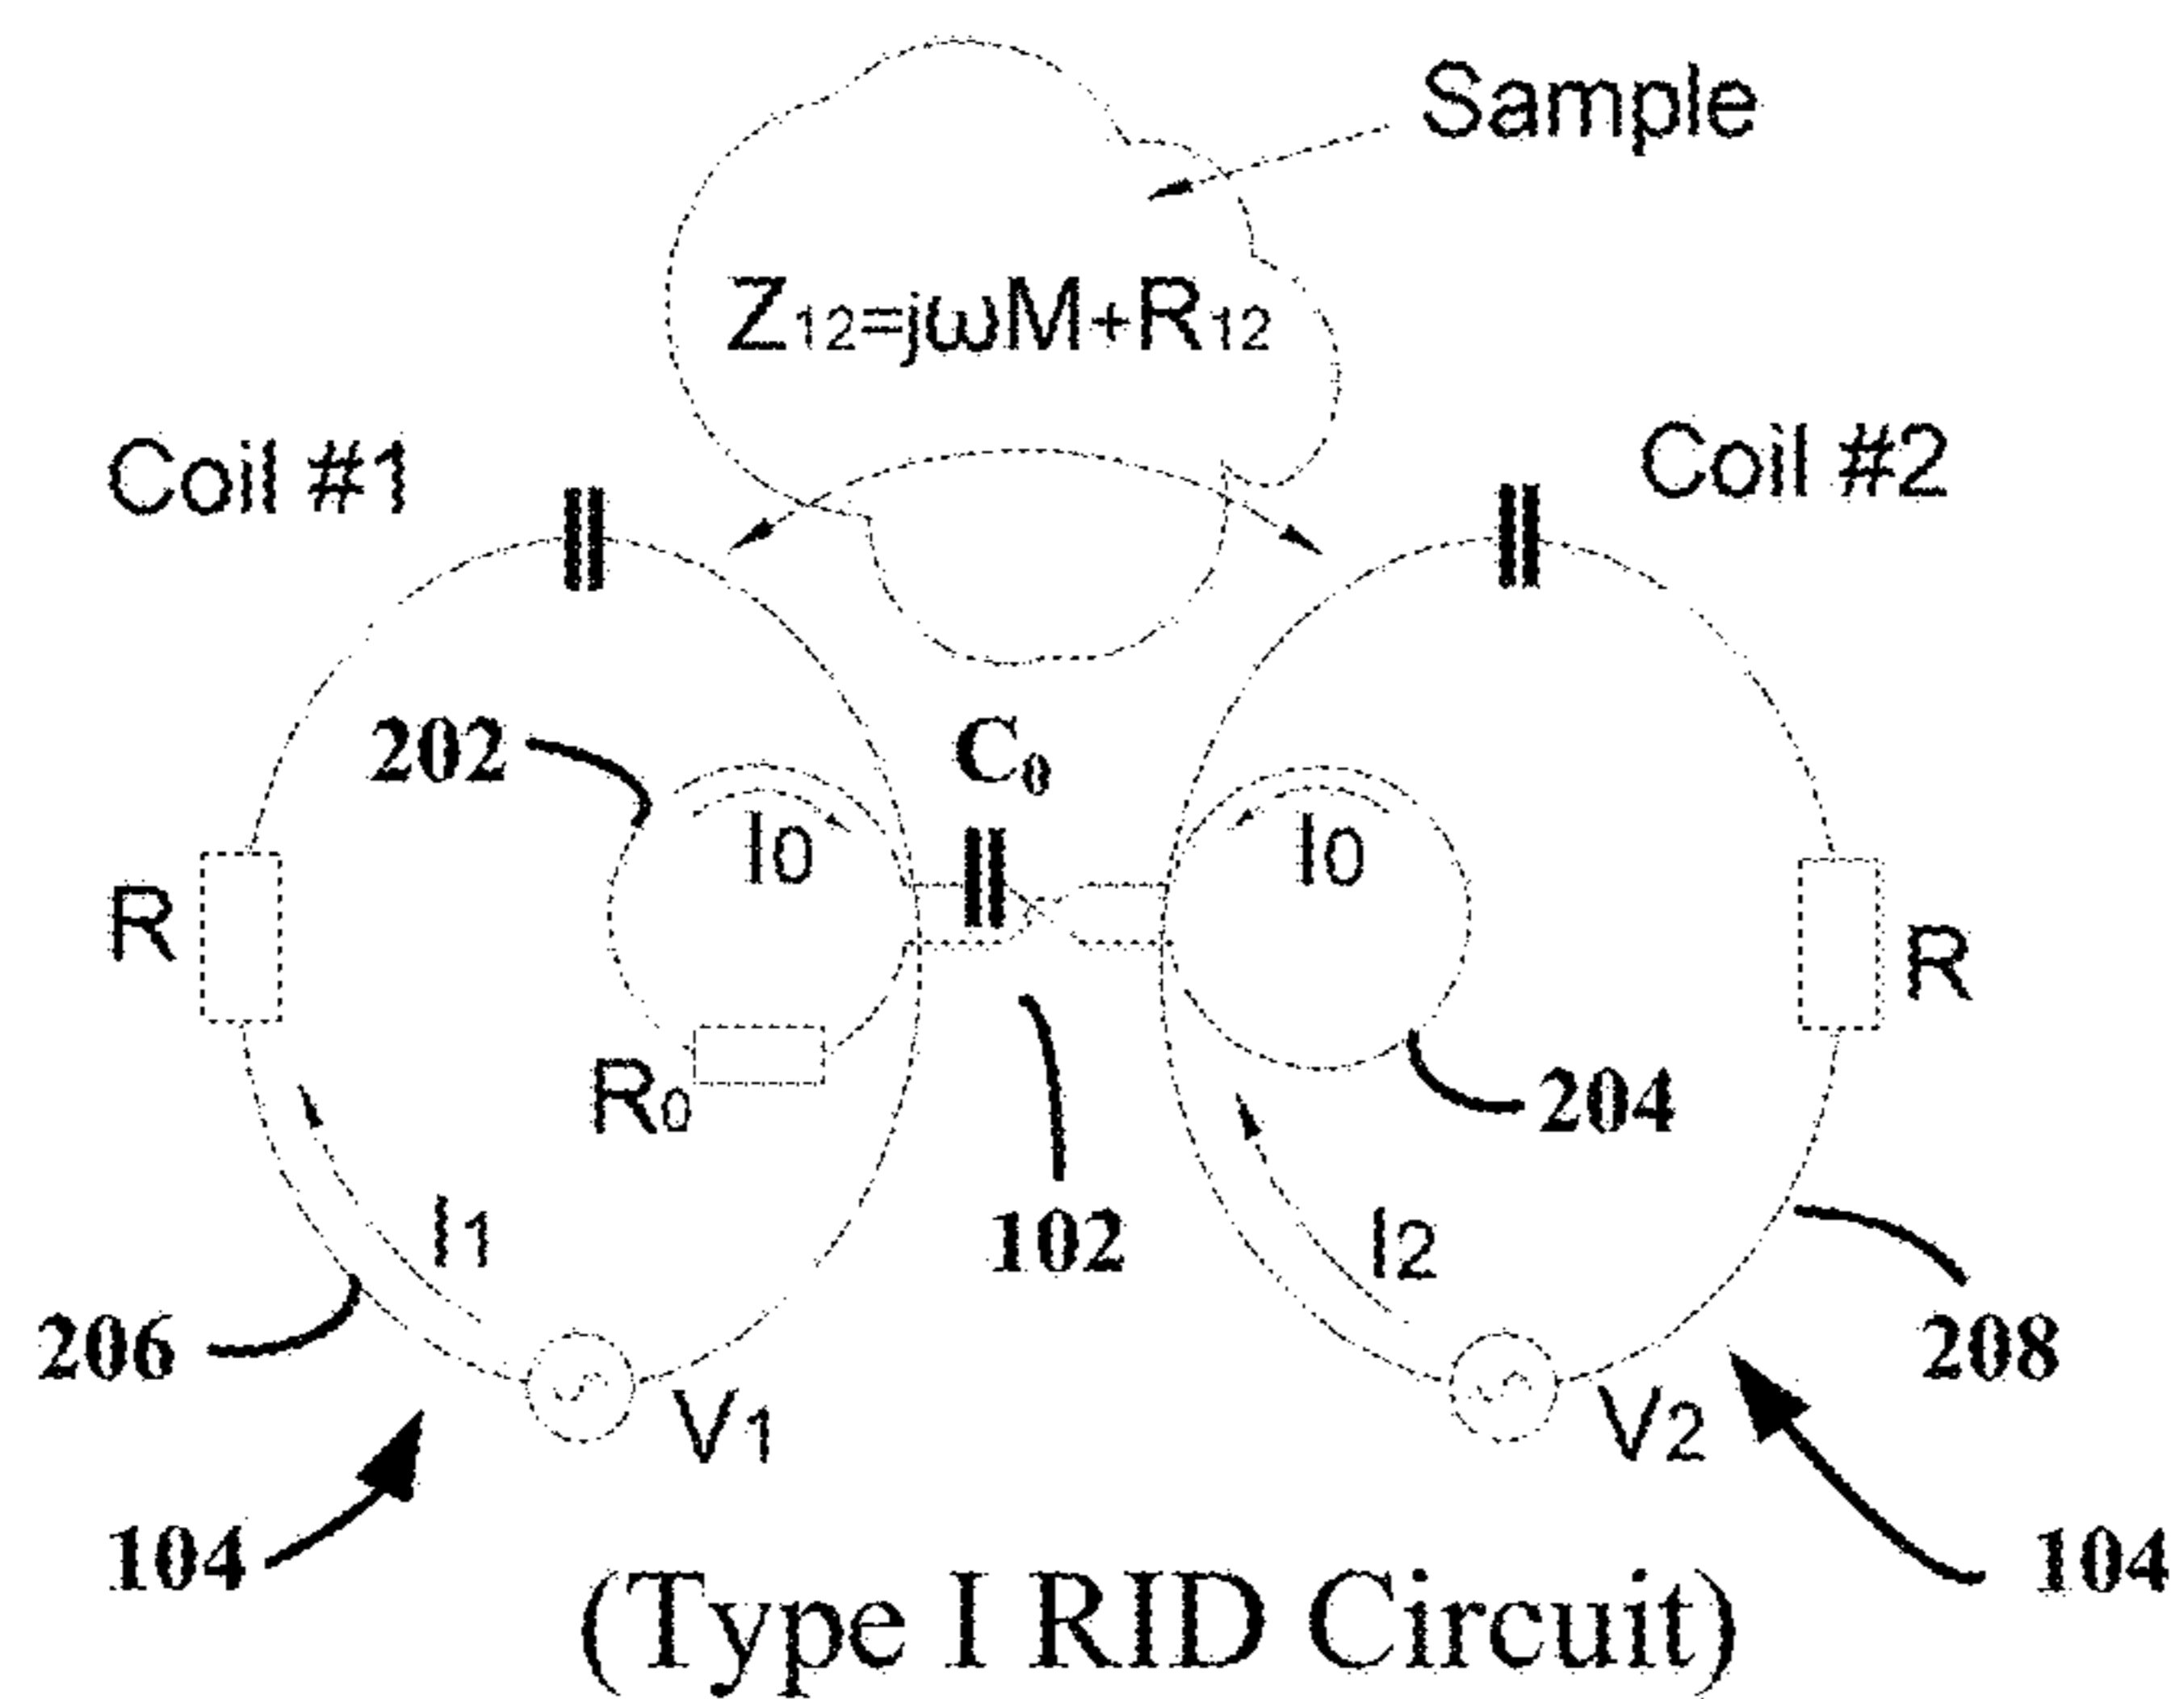 Sample
Z12=jωM+R12
Coil #1
Coil #2
202
C0
I0
I0
R
R
R0
204
I1
102
I2
206
208
V1
V2
104
104
(Type I RID Circuit)